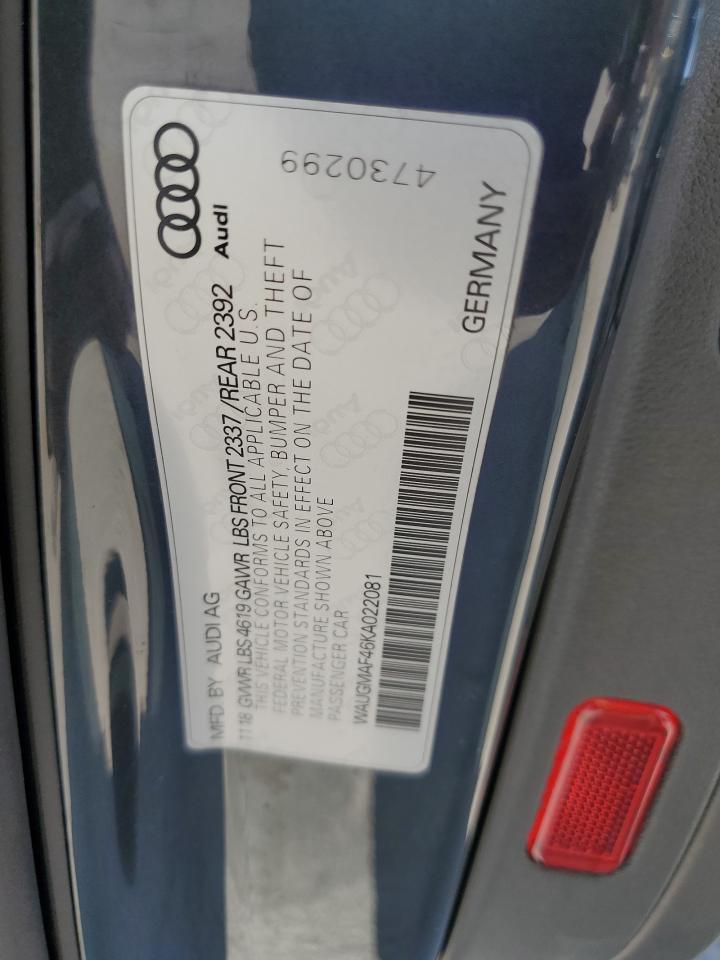 MFD BY AUDI AG
Audi
11 18 GVWR LBS 4619 GAWR LBS FRONT 2337 / REAR 2392
THIS VEHICLE CONFORMS TO ALL APPLICABLE U.S.
FEDERAL MOTOR VEHICLE SAFETY, BUMPER AND THEFT
PREVENTION STANDARDS IN EFFECT ON THE DATE OF
MANUFACTURE SHOWN ABOVE
PASSENGER CAR
WAUGMAF46KA022081
GERMANY
4730299